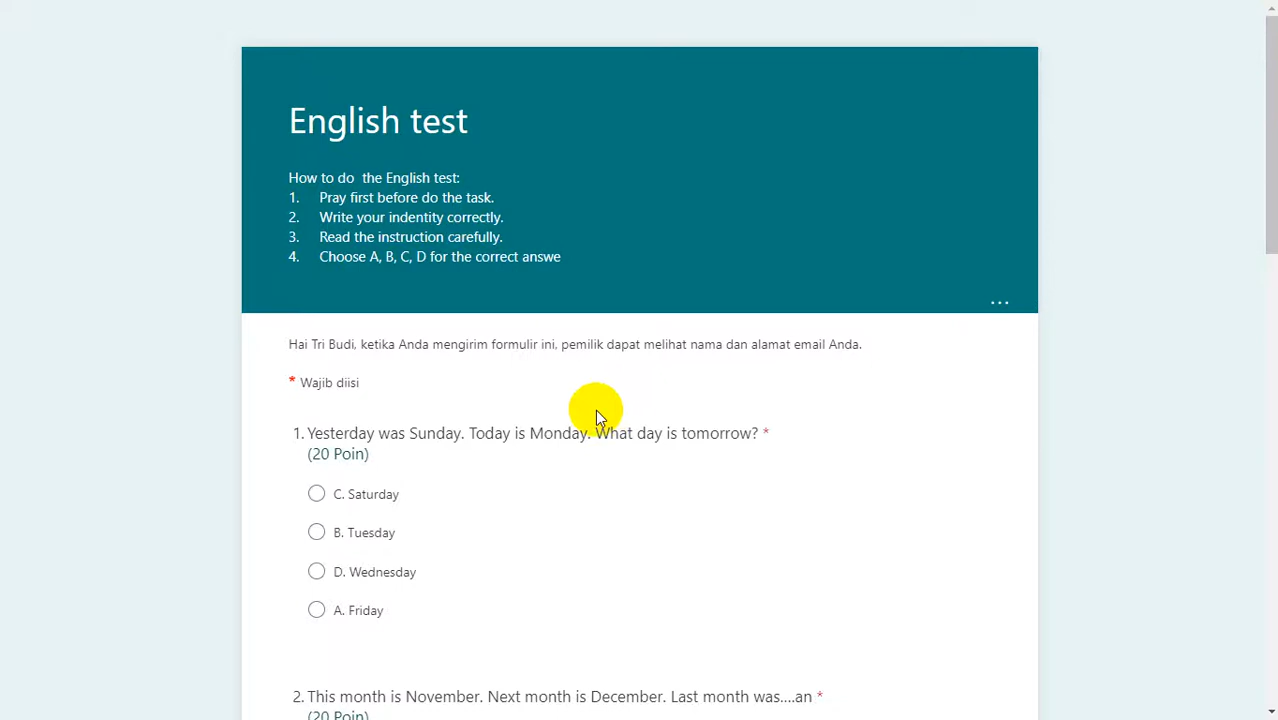 English test
How to do  the English test:
1. Pray first before do the task.
2. Write your indentity correctly.
3. Read the instruction carefully.
4. Choose A, B, C, D for the correct answe
...
Hai Tri Budi, ketika Anda mengirim formulir ini, pemilik dapat melihat nama dan alamat email Anda.
* Wajib diisi
1. Yesterday was Sunday. Today is Monday. What day is tomorrow? *
(20 Poin)
C. Saturday
B. Tuesday
D. Wednesday
A. Friday
2. This month is November. Next month is December. Last month was....an *
(20 Poin)